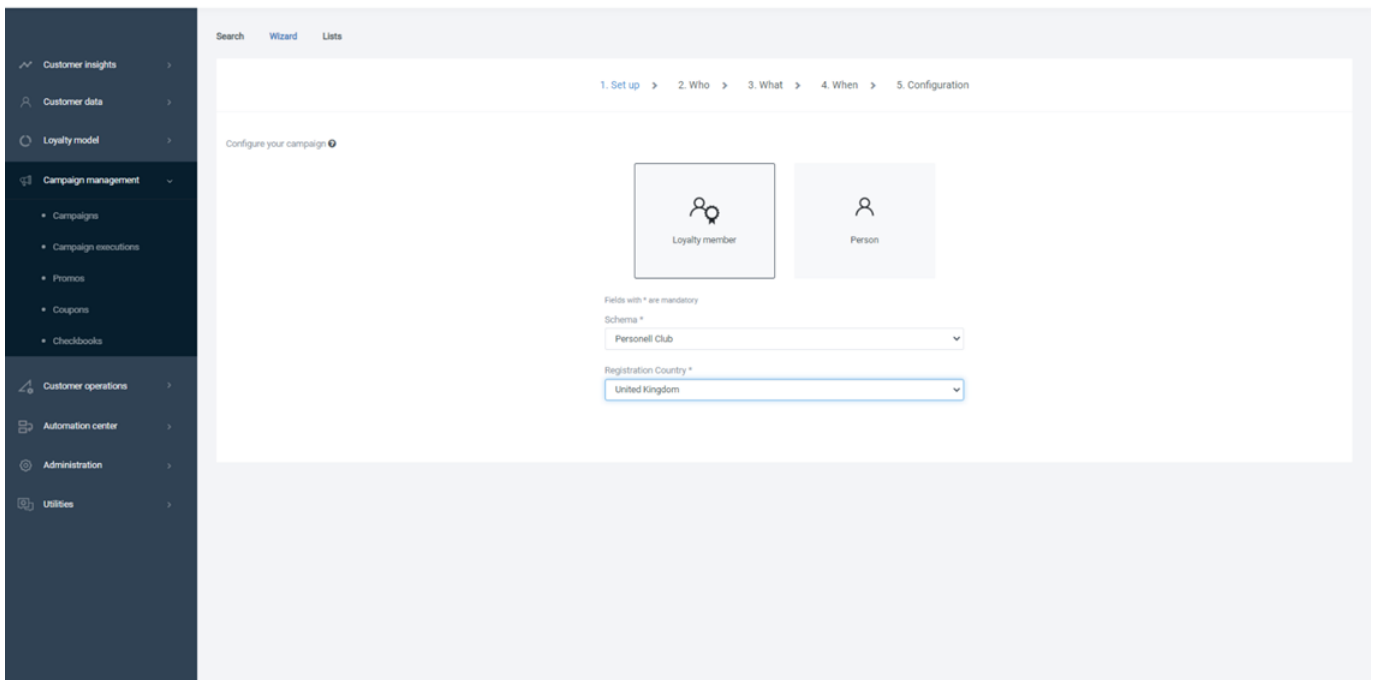 Search Wizard Lists
Customer insights
Customer data
Loyalty model
Campaign management
Campaigns
Campaign executions
Promos
Coupons
Checkbooks
Customer operations
Automation center
Administration
Utilities
1. Set up > 2. Who > 3. What > 4. When > 5. Configuration
Configure your campaign
Loyalty member
Person
Fields with * are mandatory
Schema *
Personell Club
Registration Country *
United Kingdom